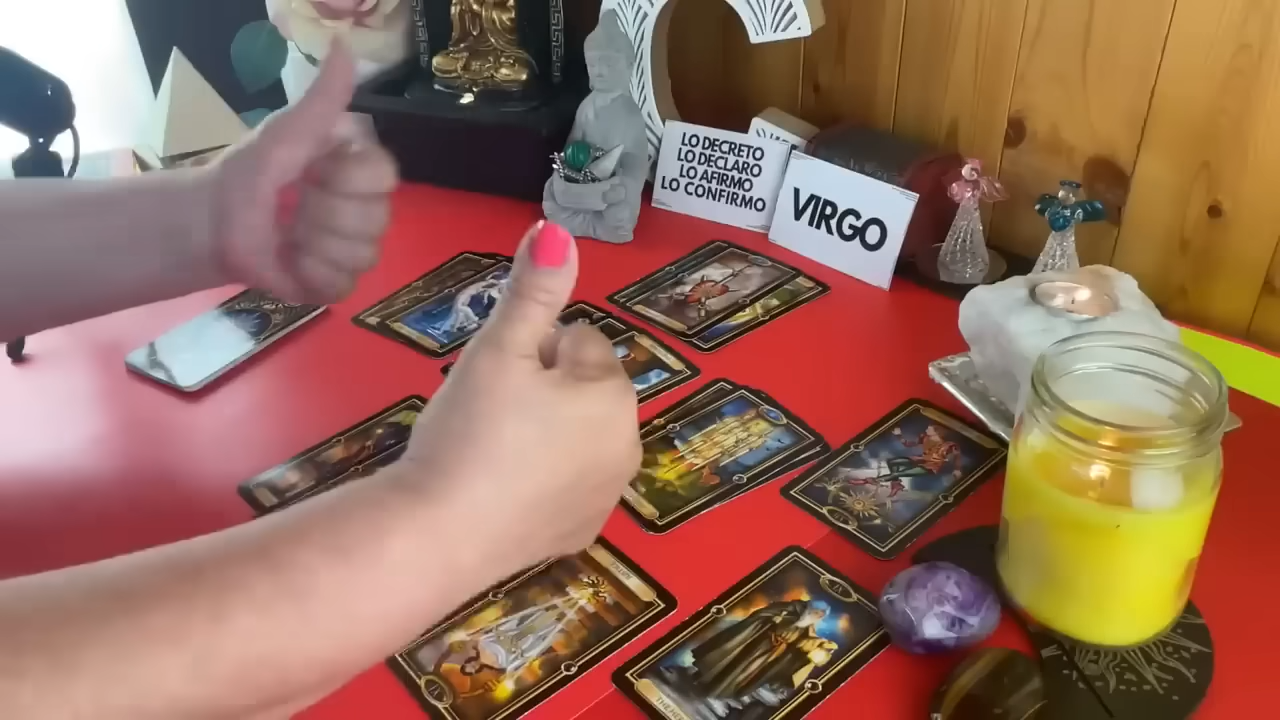 LO DECRETO
LO DECLARO
LO AFIRMO
LO CONFIRMO
VIRGO